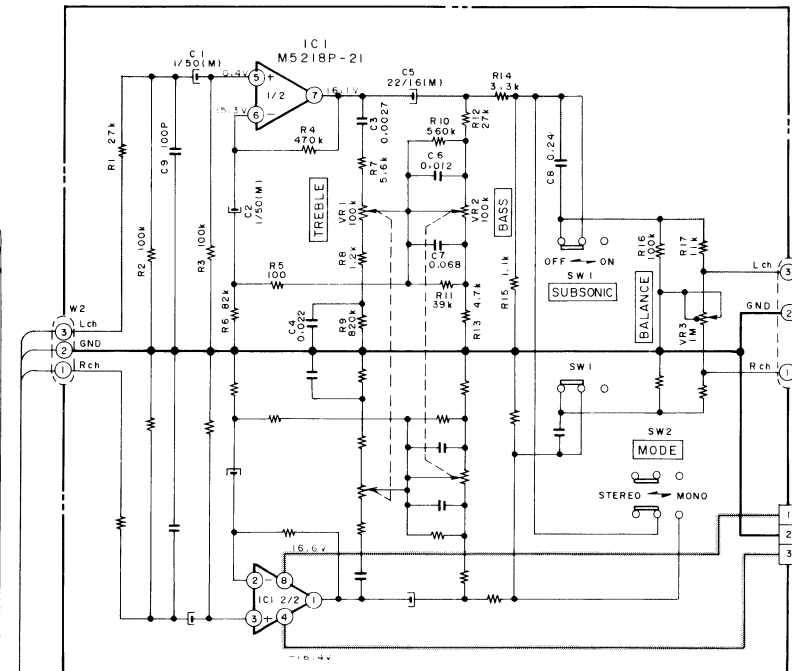 IC1
M5218P-21
C1
1/50(M)
0.4V
5
+
1/2
7
16.1V
15.3V
6
−
C5
22/16(M)
R14
3.3k
R1 27k
C9 100P
R4
470k
C3
0.0027
R10
560k
R12
27k
C6
0.012
R7
5.6k
C8 0.24
C2
1/50(M)
TREBLE
VR1
100k
VR2
100k
BASS
R2 100k
R3 100k
R8
1.2k
C7
0.068
OFF ON
SW1
SUBSONIC
R16
100k
R17
11k
R5
100
R11
39k
R15 1.1k
Lch
3
W2
R6 82k
C4
0.022
R9
820k
R13 4.7k
BALANCE
VR3
1M
GND
2
3
Lch
2
GND
1
Rch
SW1
Rch
1
SW2
MODE
STEREO MONO
1
2
3
16.6V
2
−
8
IC1 2/2
1
3
+
4
−16.4V